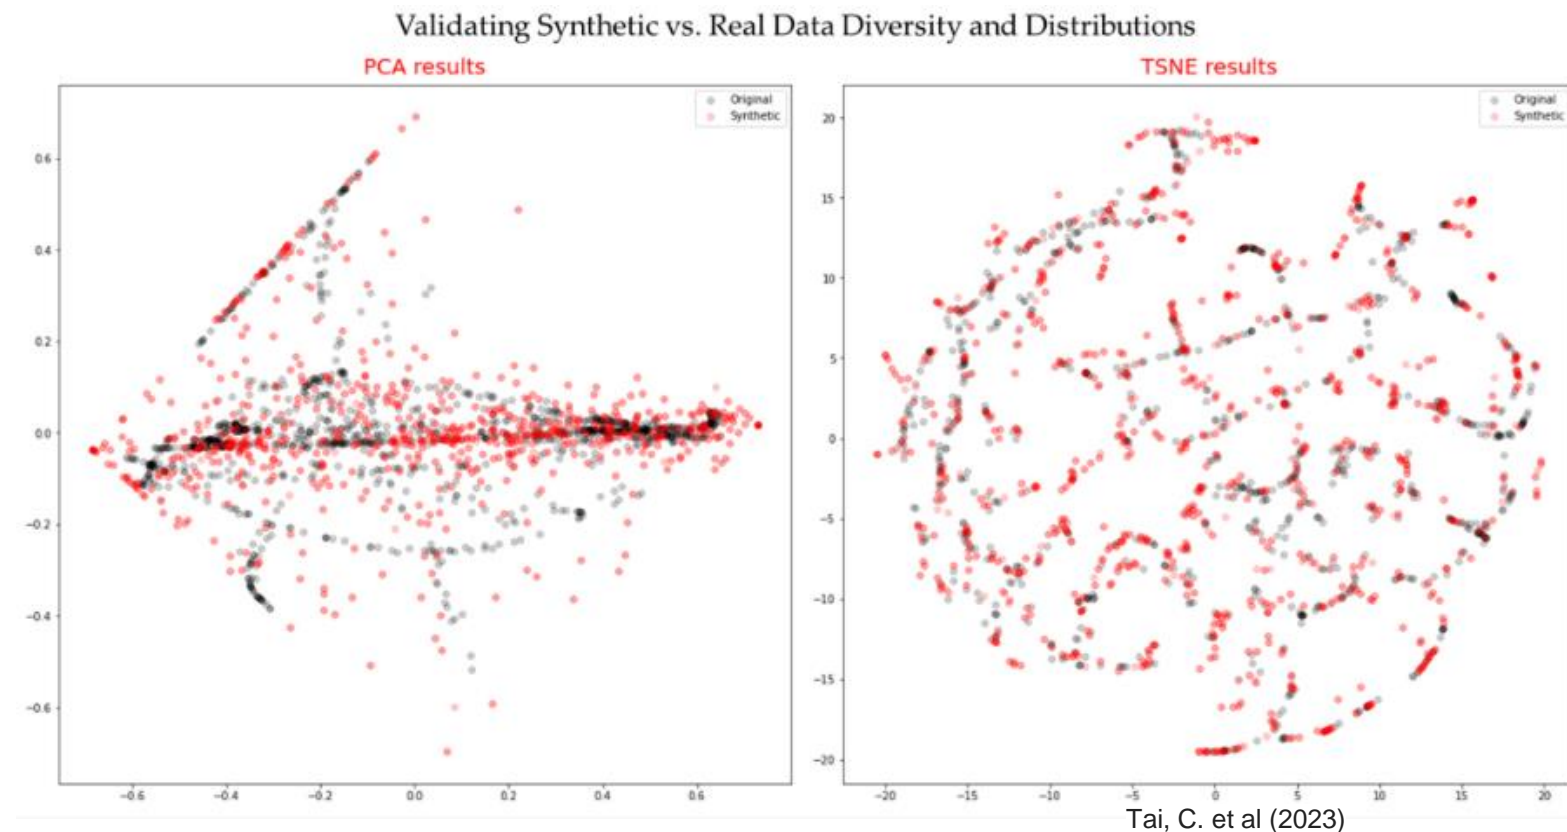 Validating Synthetic vs. Real Data Diversity and Distributions
PCA results
Original
Synthetic
0.6
0.4
0.2
0.0
−0.2
−0.4
−0.6
−0.6 −0.4 −0.2 0.0 0.2 0.4 0.6
TSNE results
Original
Synthetic
20
15
10
5
0
−5
−10
−15
−20
−20 −15 −10 −5 0 5 10 15 20
Tai, C. et al (2023)